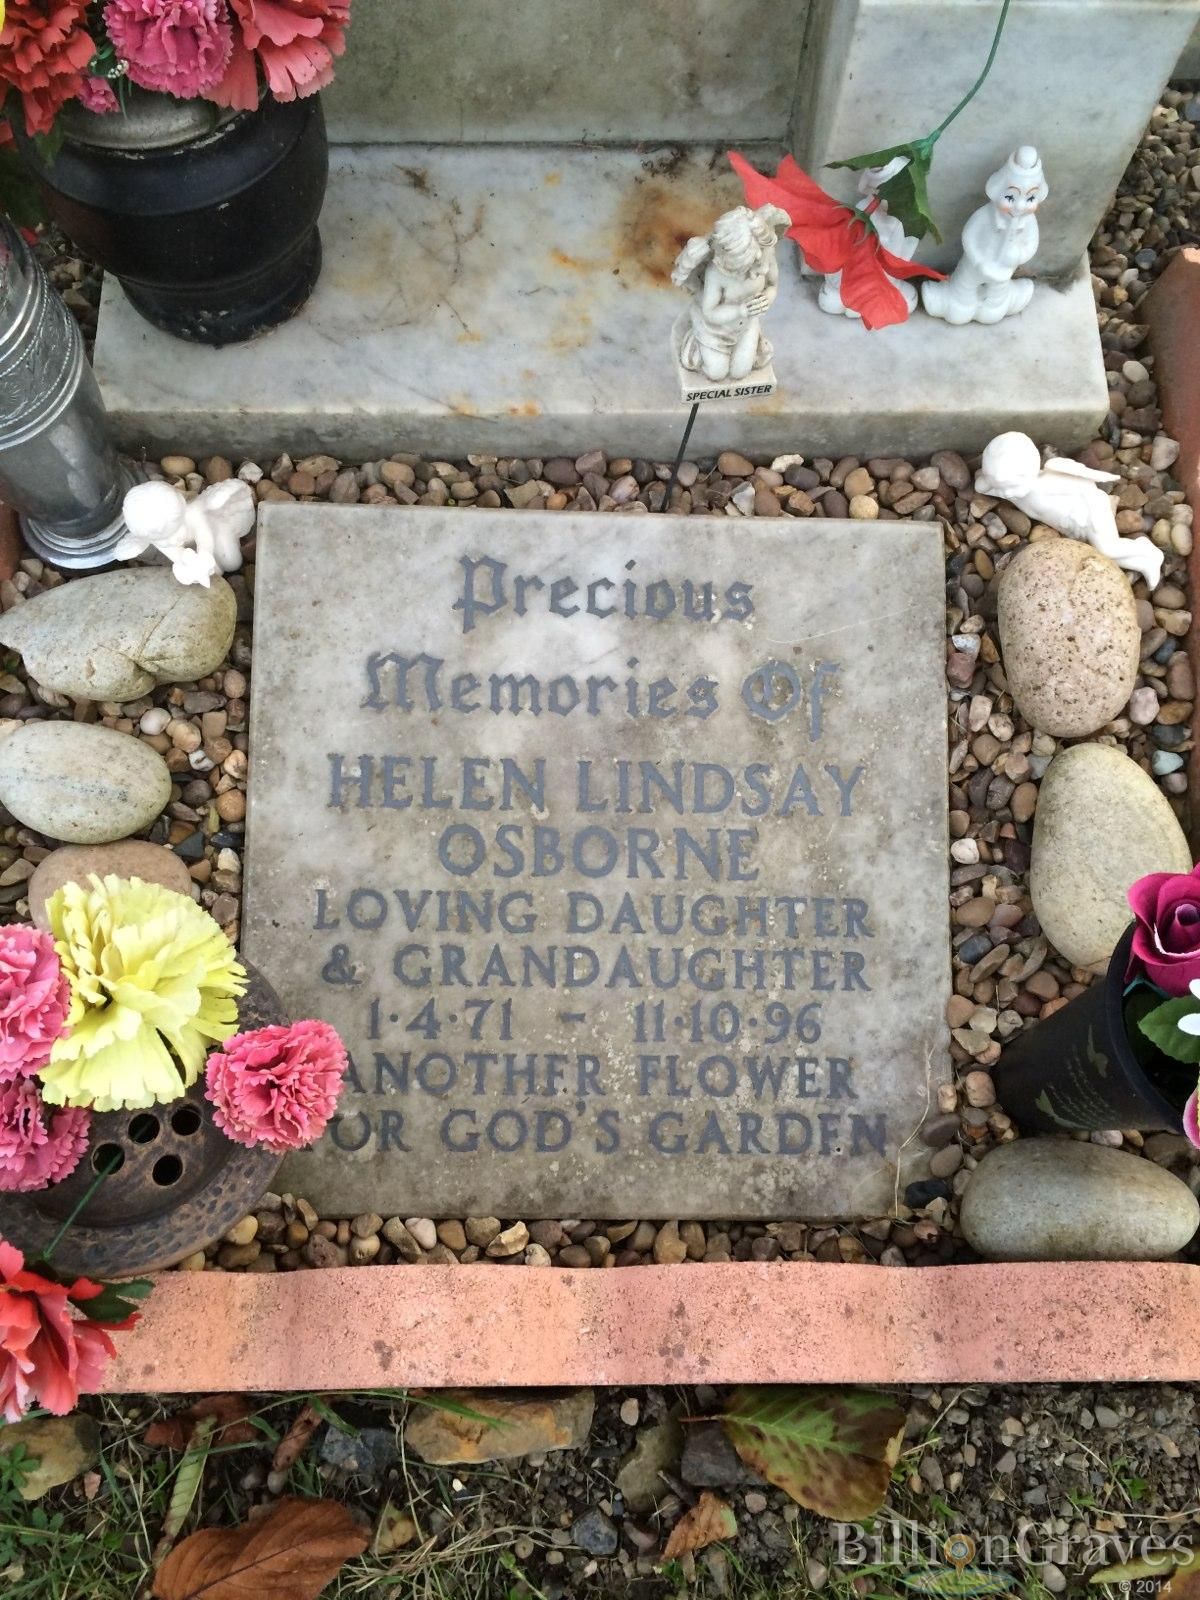 SPECIAL SISTER
Precious
Memories Of
HELEN LINDSAY
OSBORNE
LOVING DAUGHTER
& GRANDAUGHTER
1·4·71 - 11·10·96
ANOTHER FLOWER
FOR GOD'S GARDEN
BillionGraves
© 2014